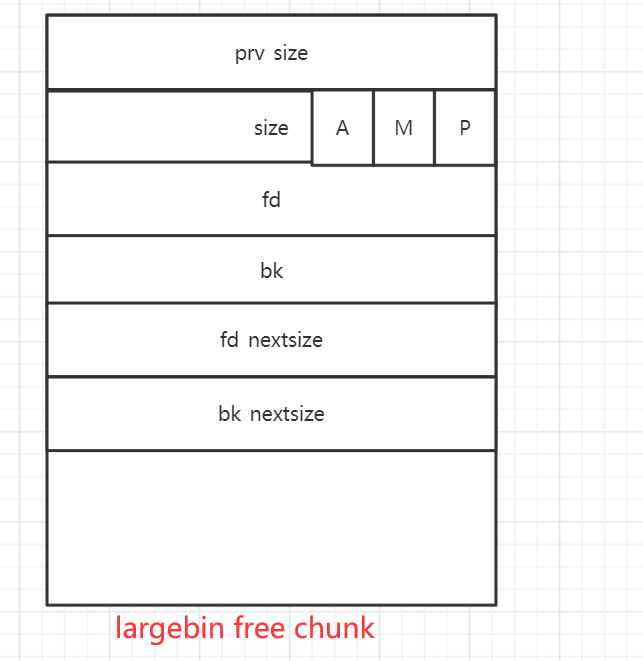 prv size
size A M P
fd
bk
fd nextsize
bk nextsize
largebin free chunk